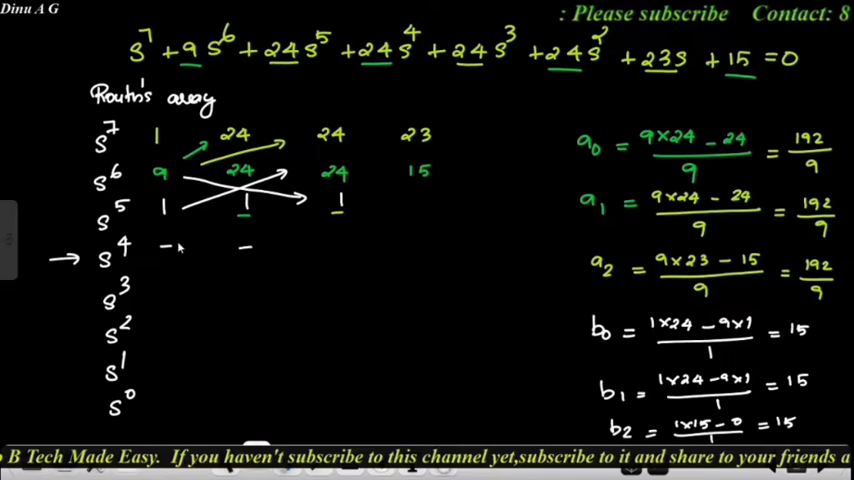 Dinu A G
: Please subscribe Contact: 8
s⁷ + 9s⁶ + 24s⁵ + 24s⁴ + 24s³ + 24s² + 23s + 15 = 0
Routh's array
s⁷ 1 24 24 23
s⁶ 9 24 24 15
s⁵ 1 1 1
→ s⁴ - -
s³
s²
s¹
s⁰
a₀ = (9×24 - 24)/9 = 192/9
a₁ = (9×24 - 24)/9 = 192/9
a₂ = (9×23 - 15)/9 = 192/9
b₀ = (1×24 - 9×1)/1 = 15
b₁ = (1×24 - 9×1)/1 = 15
b₂ = (1×15 - 0)/1 = 15
o B Tech Made Easy. If you haven't subscribe to this channel yet,subscribe to it and share to your friends a